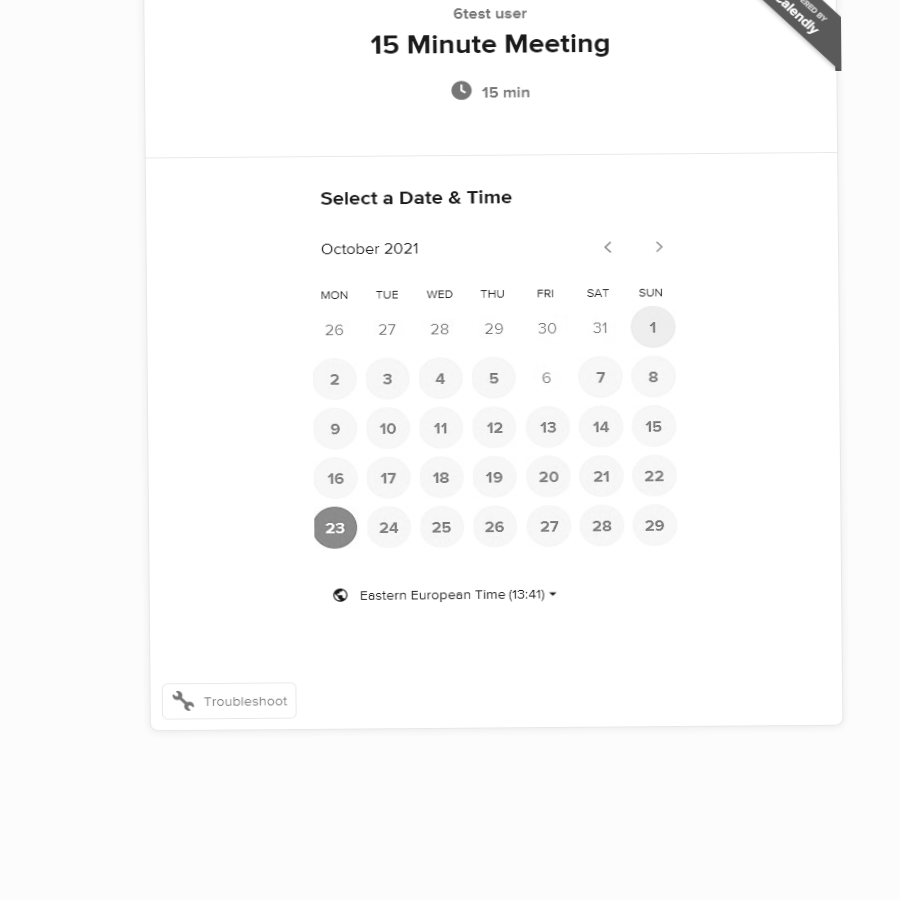 6test user
15 Minute Meeting
15 min
Calendly
Select a Date & Time
October 2021
MON TUE WED THU FRI SAT SUN
26 27 28 29 30 31 1
2 3 4 5 6 7 8
9 10 11 12 13 14 15
16 17 18 19 20 21 22
23 24 25 26 27 28 29
Eastern European Time (13:41)
Troubleshoot